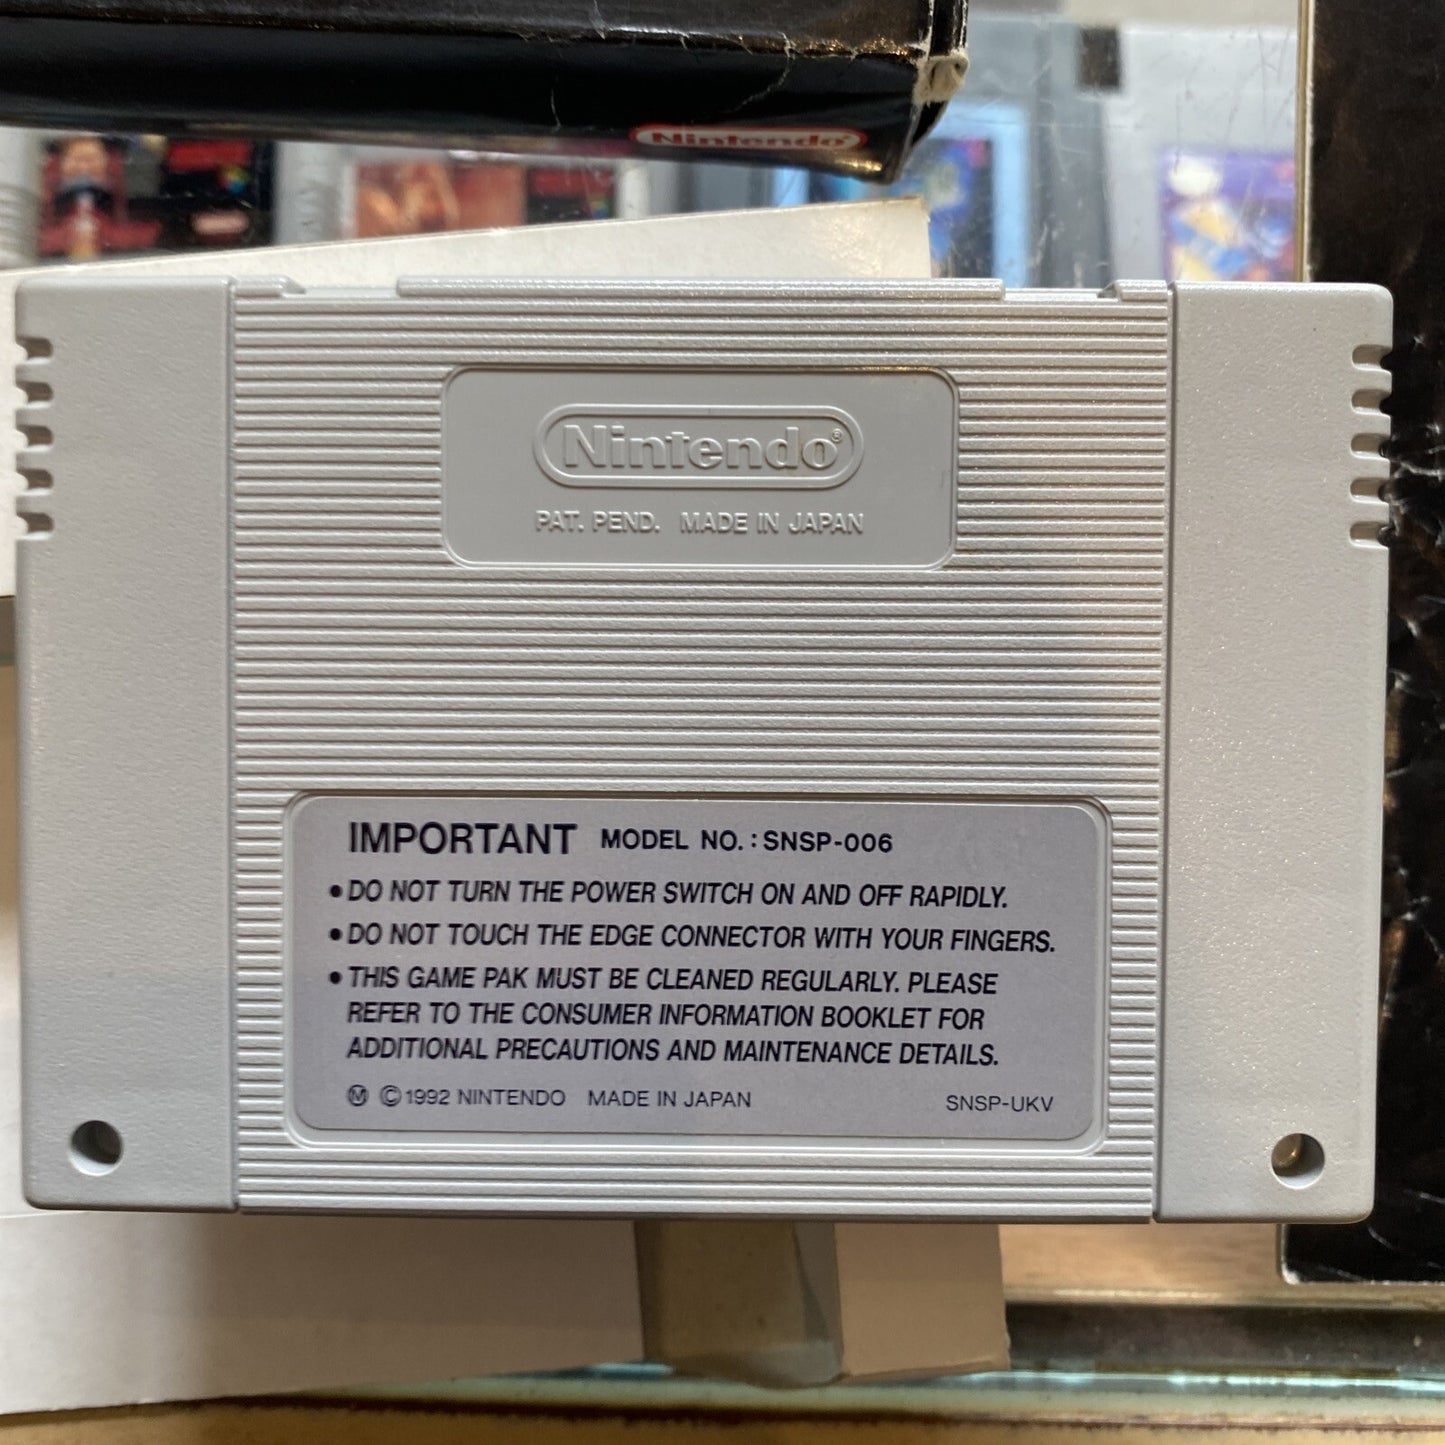 Nintendo
Nintendo®
PAT. PEND. MADE IN JAPAN
IMPORTANT MODEL NO. : SNSP-006
• DO NOT TURN THE POWER SWITCH ON AND OFF RAPIDLY.
• DO NOT TOUCH THE EDGE CONNECTOR WITH YOUR FINGERS.
• THIS GAME PAK MUST BE CLEANED REGULARLY. PLEASE
REFER TO THE CONSUMER INFORMATION BOOKLET FOR
ADDITIONAL PRECAUTIONS AND MAINTENANCE DETAILS.
Ⓜ ©1992 NINTENDO MADE IN JAPAN SNSP-UKV